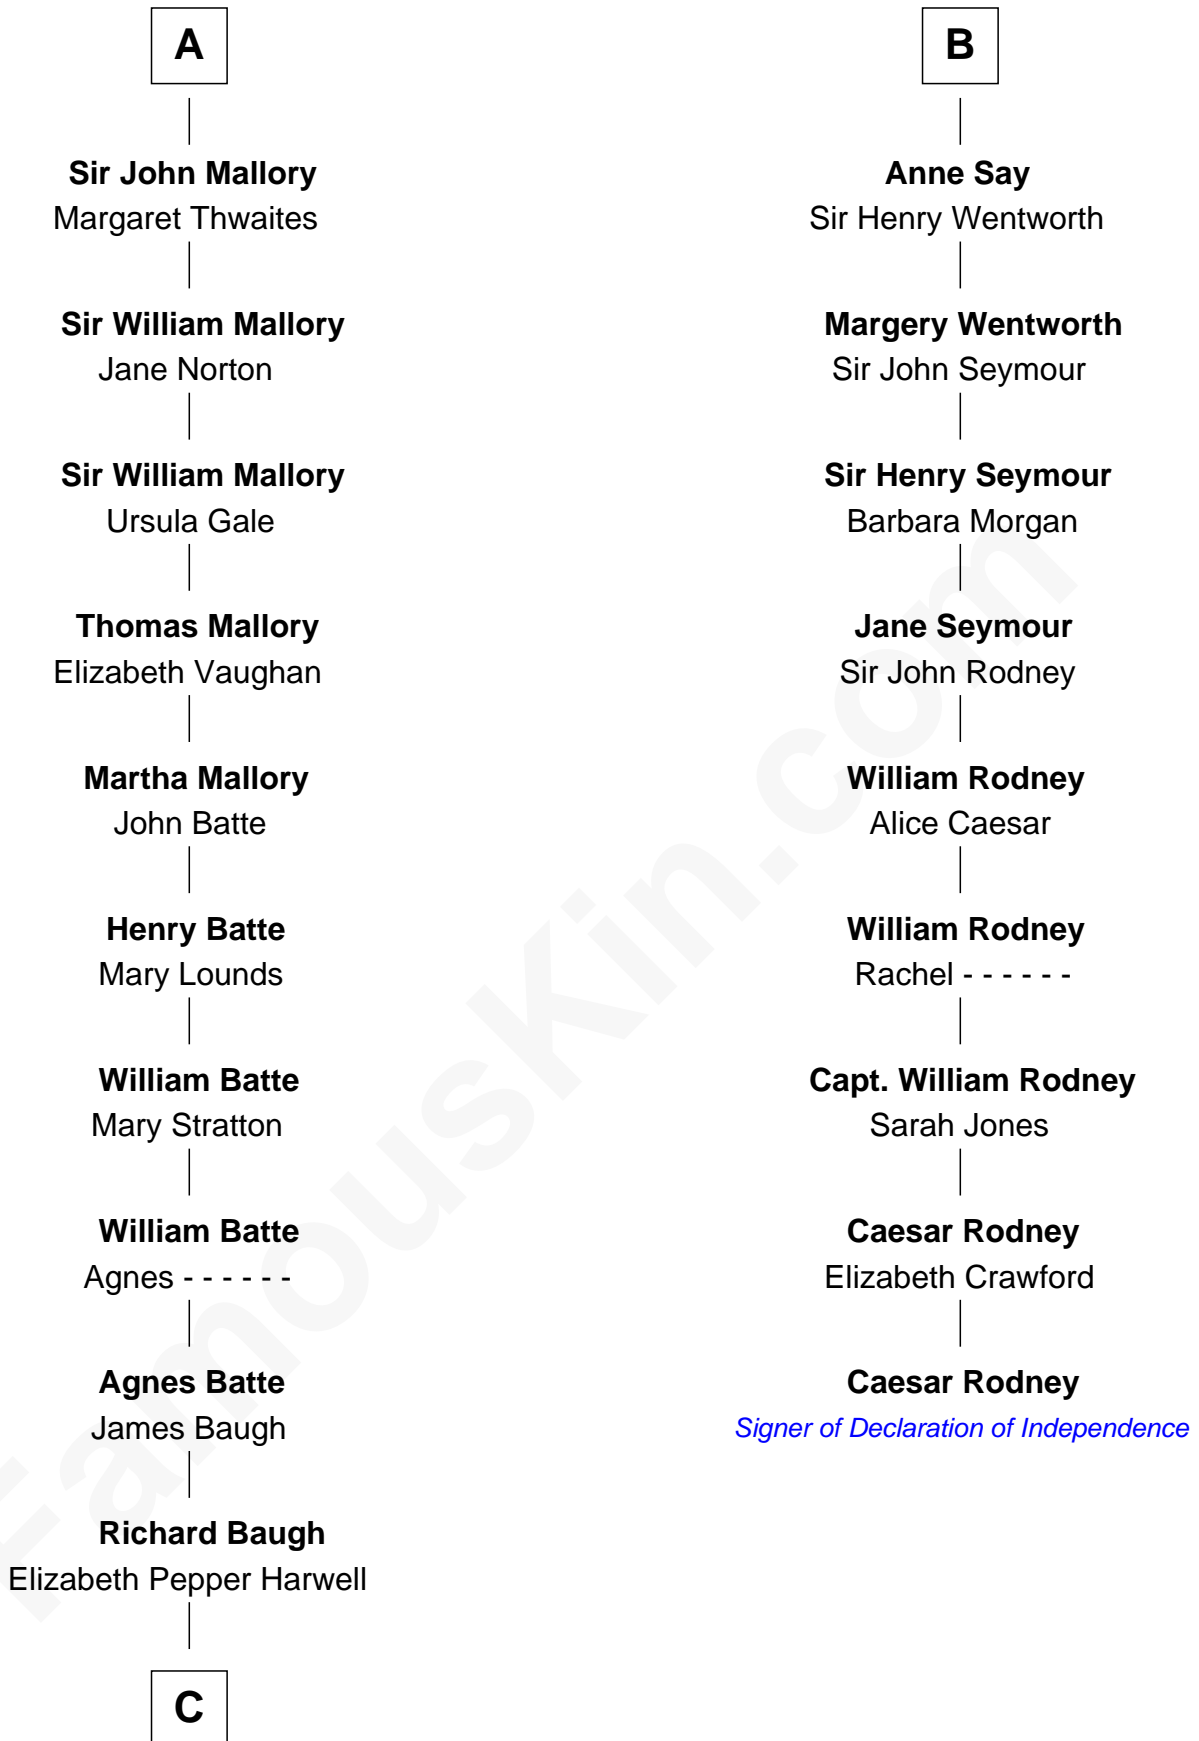 A
Sir John Mallory
Margaret Thwaites
Sir William Mallory
Jane Norton
Sir William Mallory
Ursula Gale
Thomas Mallory
Elizabeth Vaughan
Martha Mallory
John Batte
Henry Batte
Mary Lounds
William Batte
Mary Stratton
William Batte
Agnes - - - - - -
Agnes Batte
James Baugh
Richard Baugh
Elizabeth Pepper Harwell
C
B
Anne Say
Sir Henry Wentworth
Margery Wentworth
Sir John Seymour
Sir Henry Seymour
Barbara Morgan
Jane Seymour
Sir John Rodney
William Rodney
Alice Caesar
William Rodney
Rachel - - - - - -
Capt. William Rodney
Sarah Jones
Caesar Rodney
Elizabeth Crawford
Caesar Rodney
Signer of Declaration of Independence
FamousKin.com